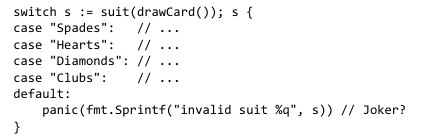 switch s := suit(drawCard()); s {
case "Spades":   // ...
case "Hearts":   // ...
case "Diamonds": // ...
case "Clubs":    // ...
default:
    panic(fmt.Sprintf("invalid suit %q", s)) // Joker?
}